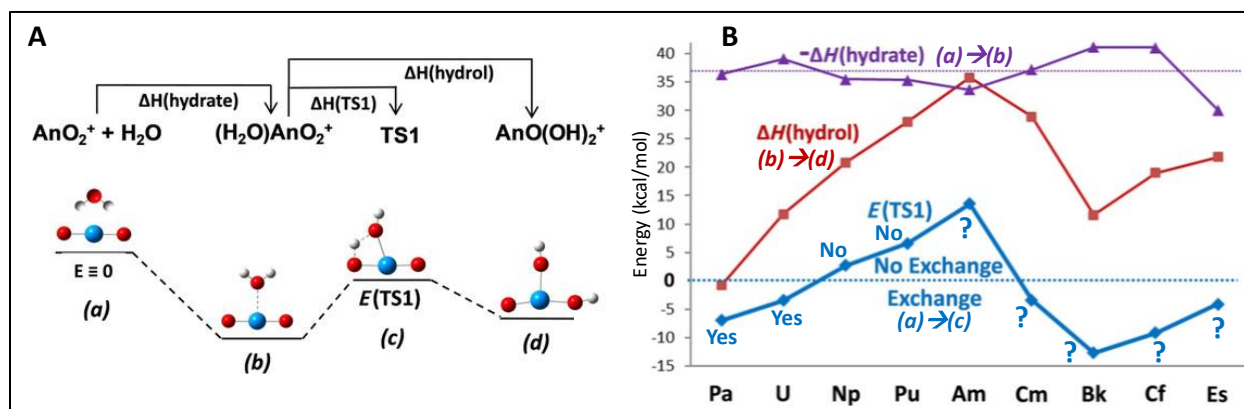 A
ΔH(hydrol)
ΔH(hydrate)
ΔH(TS1)
AnO₂⁺ + H₂O
(H₂O)AnO₂⁺
TS1
AnO(OH)₂⁺
E ≡ 0
(a)
(b)
E(TS1)
(c)
(d)
B
Energy (kcal/mol)
40
35
30
25
20
15
10
5
0
-5
-10
-15
-ΔH(hydrate) (a)→(b)
ΔH(hydrol)
(b)→(d)
E(TS1)
No
No
?
No Exchange
Exchange
(a)→(c)
Yes
Yes
?
?
?
?
Pa U Np Pu Am Cm Bk Cf Es